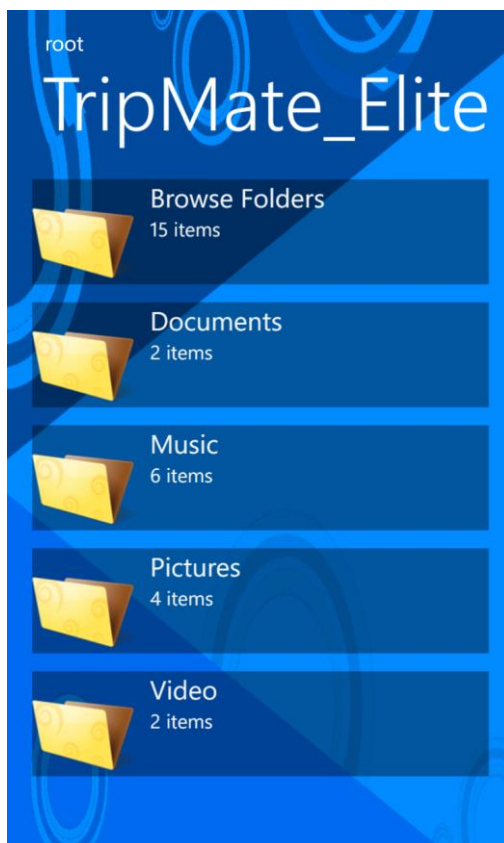 root
TripMate_Elite
Browse Folders
15 items
Documents
2 items
Music
6 items
Pictures
4 items
Video
2 items